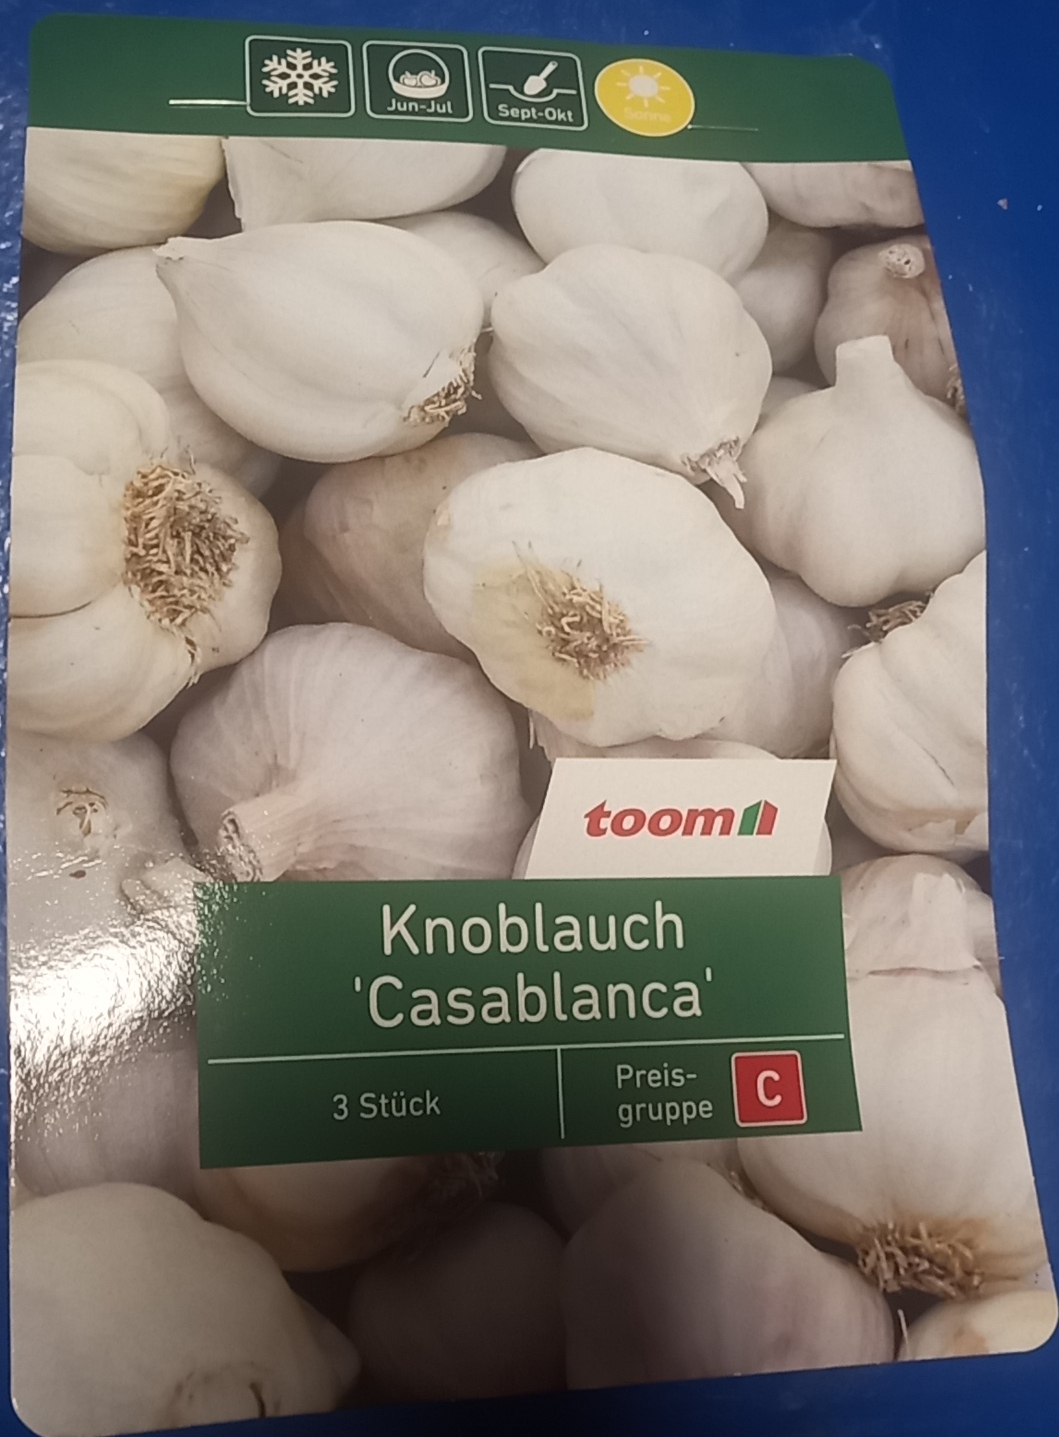 Jun-Jul
Sept-Okt
Sonne
toom
Knoblauch
'Casablanca'
3 Stück
Preis-
gruppe
C